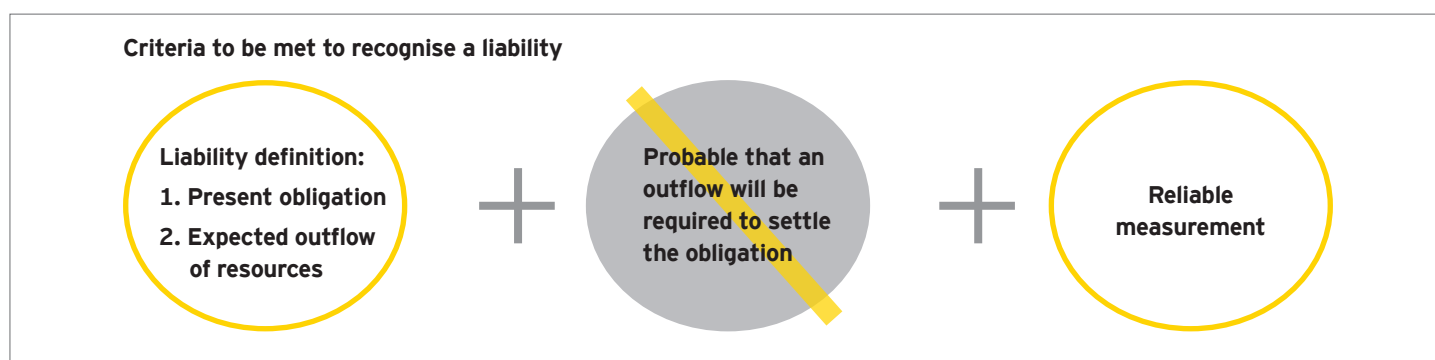 Criteria to be met to recognise a liability
Liability definition:
1. Present obligation
2. Expected outflow
of resources
Probable that an
outflow will be
required to settle
the obligation
Reliable
measurement